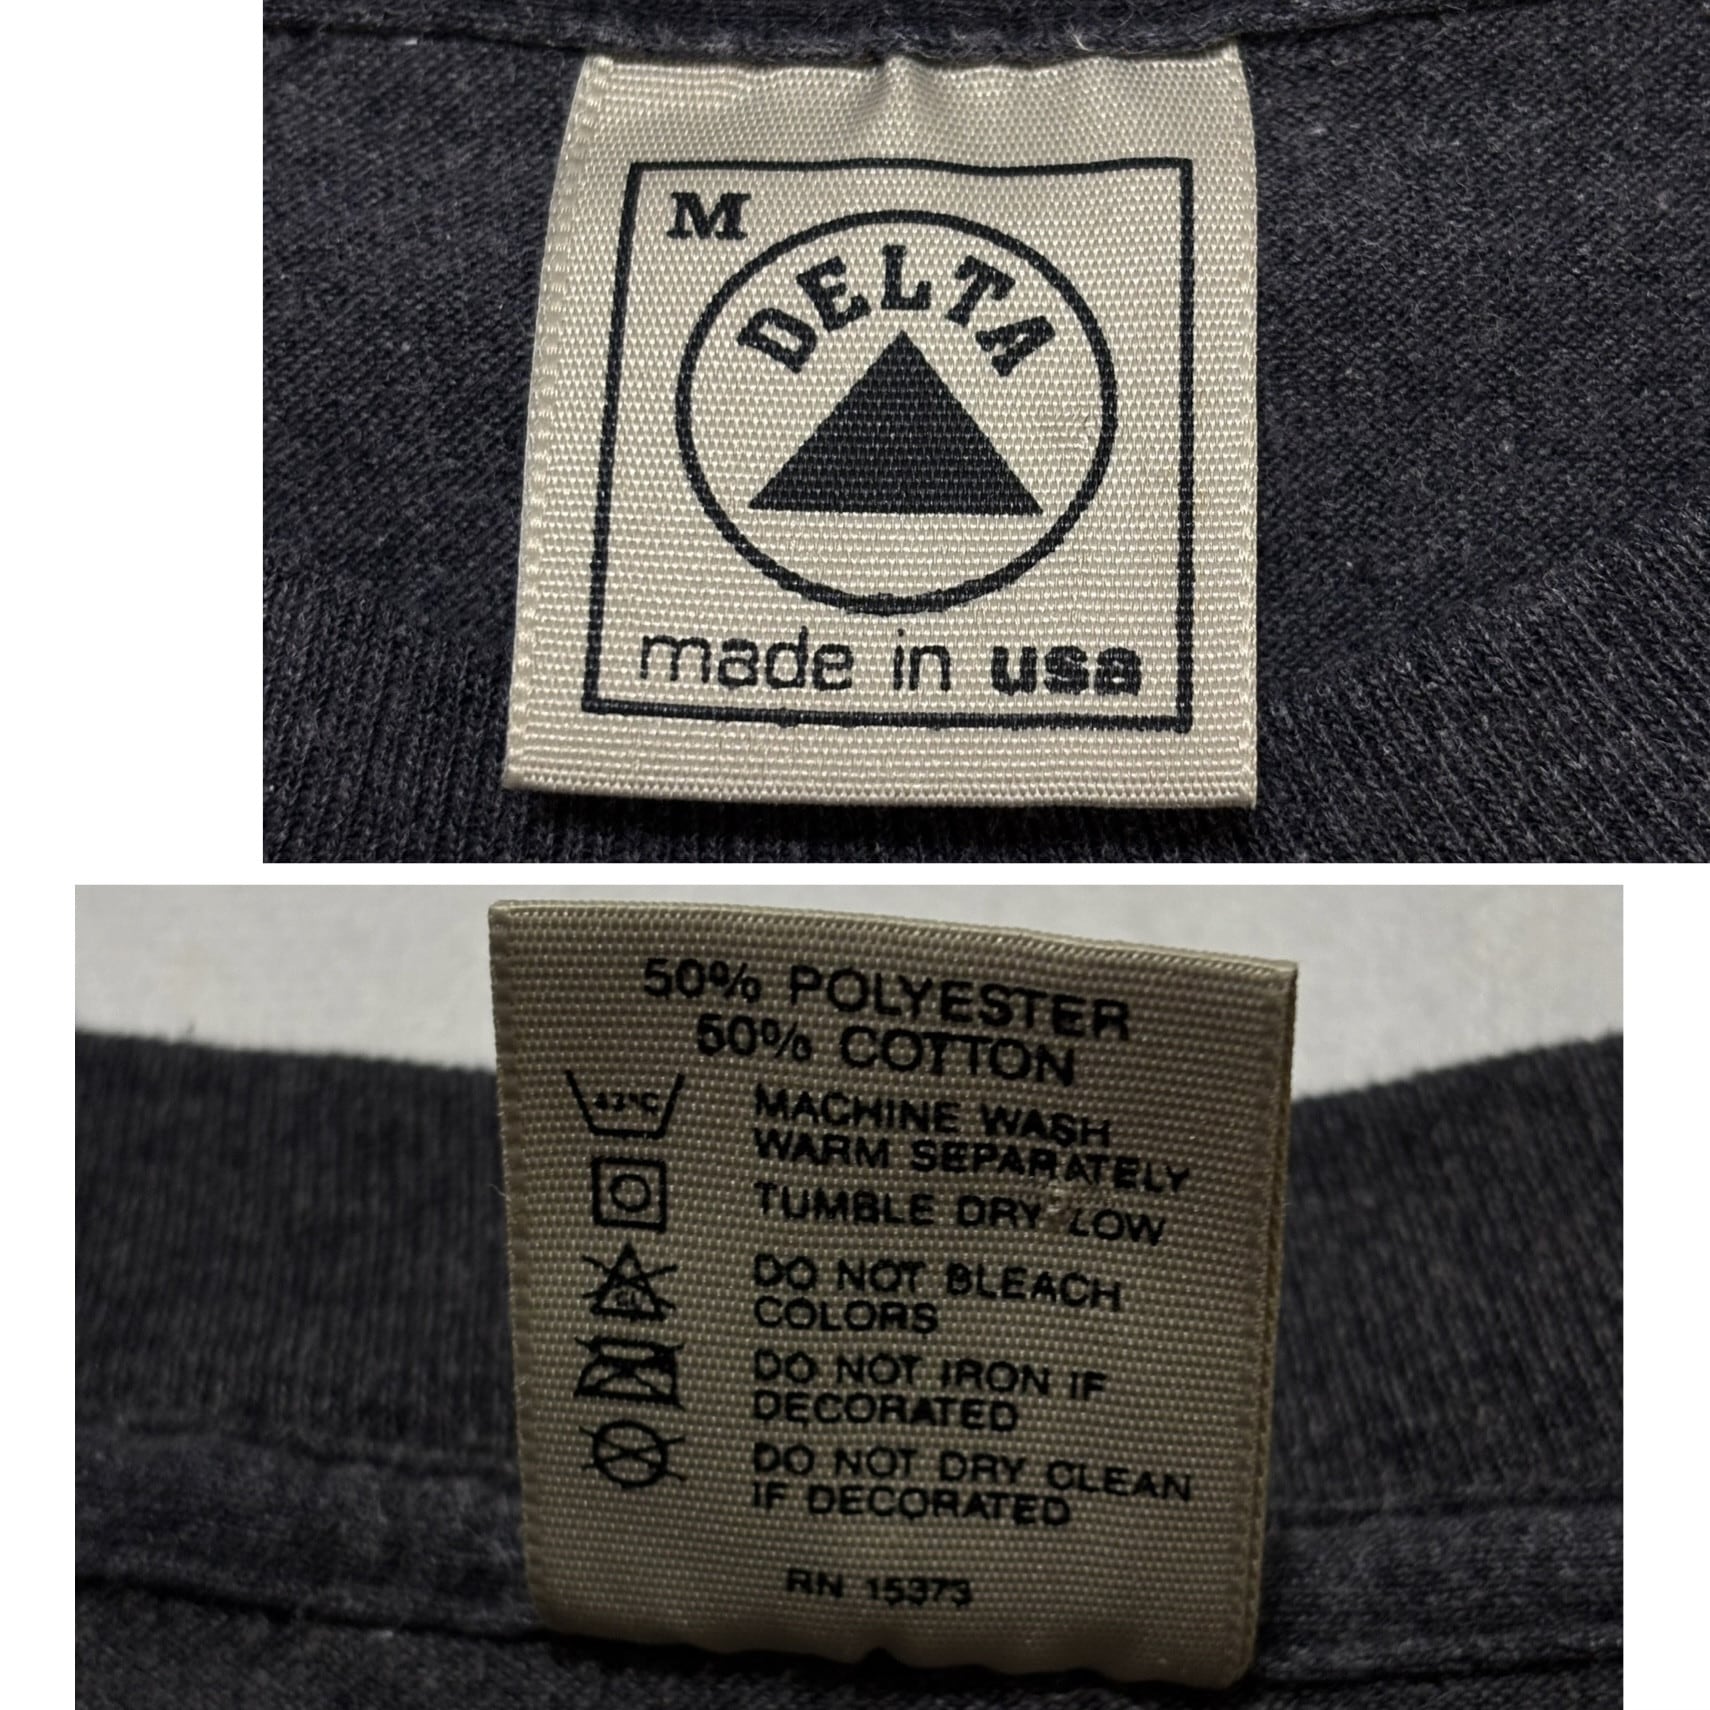 M
DELTA
made in usa
50% POLYESTER
50% COTTON
43°C
MACHINE WASH
WARM SEPARATELY
TUMBLE DRY LOW
DO NOT BLEACH
COLORS
DO NOT IRON IF
DECORATED
DO NOT DRY CLEAN
IF DECORATED
RN 15373